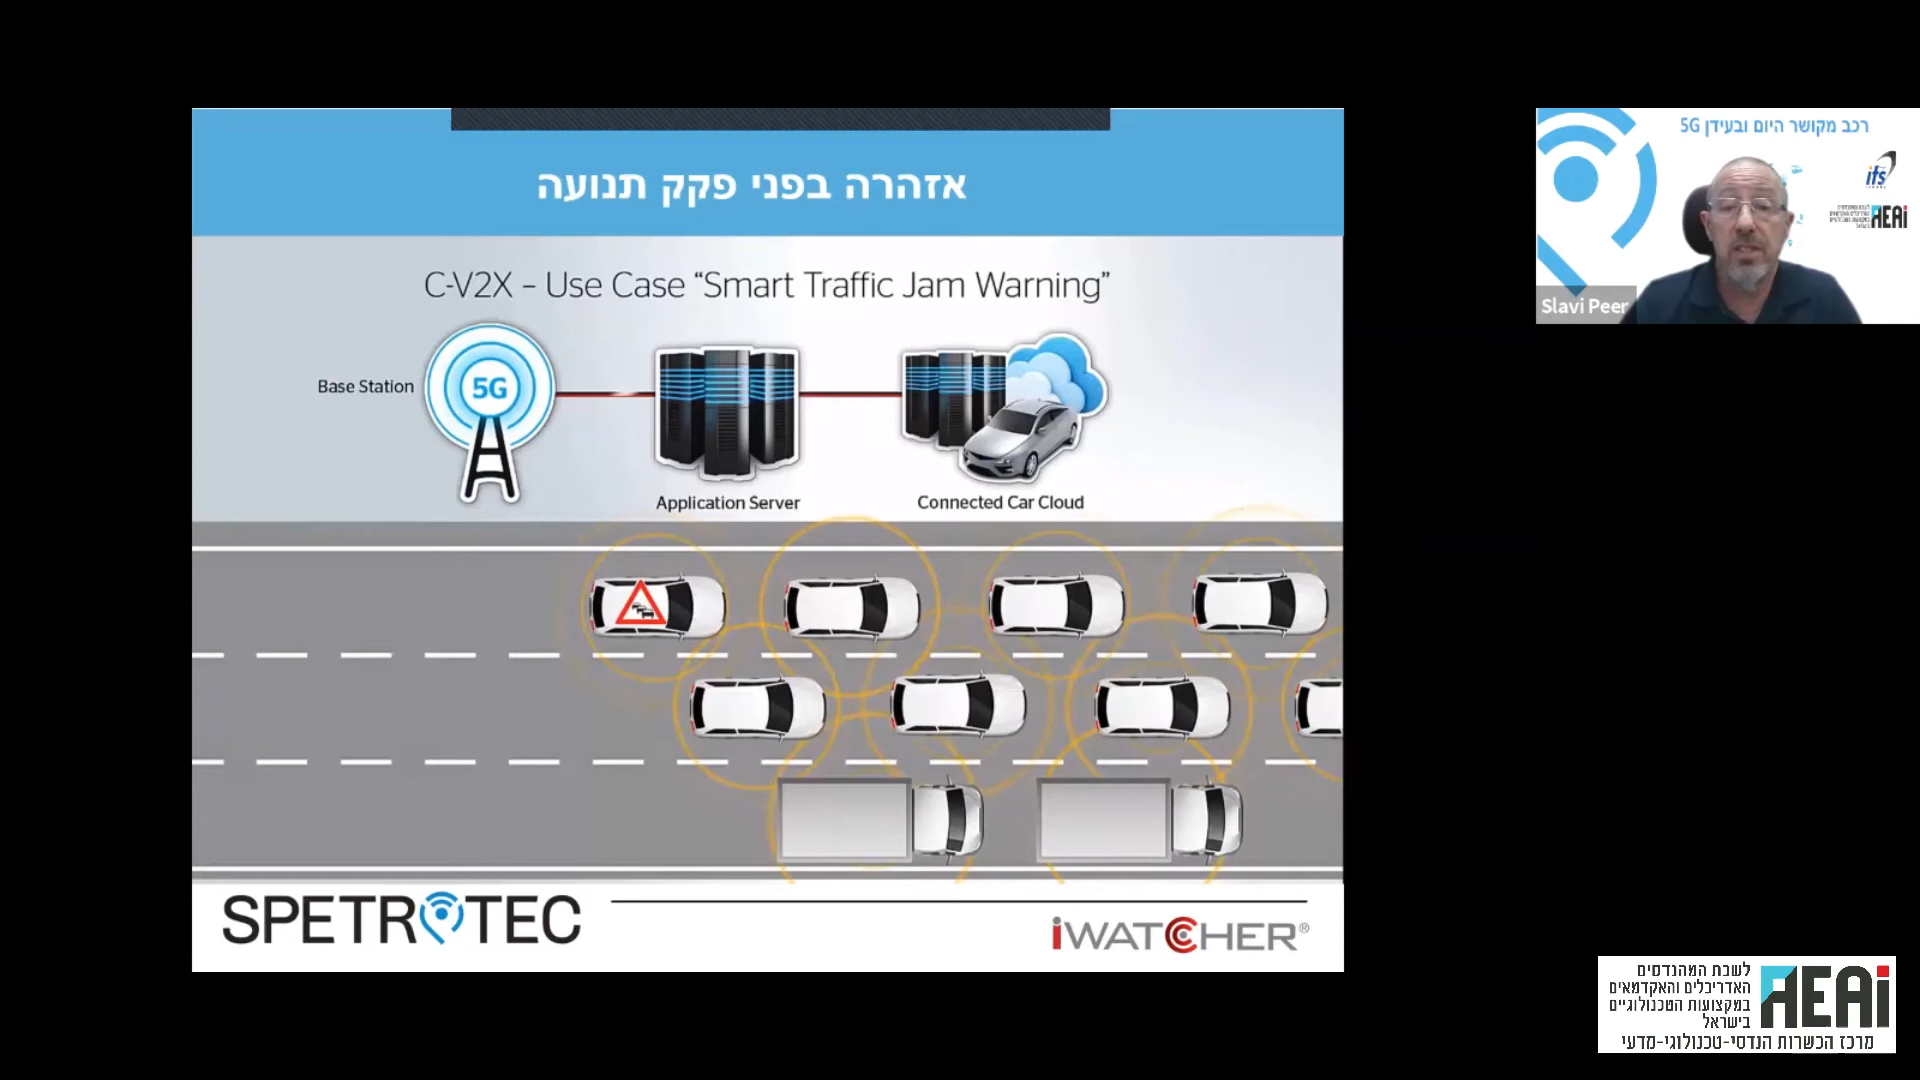 אזהרה בפני פקק תנועה
C-V2X – Use Case “Smart Traffic Jam Warning”
Base Station
5G
Application Server
Connected Car Cloud
SPETROTEC
iWATCHER®
רכב מקושר היום ובעידן 5G
ifs
AEAi
Slavi Peer
לשכת המהנדסים
האדריכלים והאקדמאים
במקצועות הטכנולוגיים
בישראל
AEAi
מרכז הכשרות הנדסי-טכנולוגי-מדעי